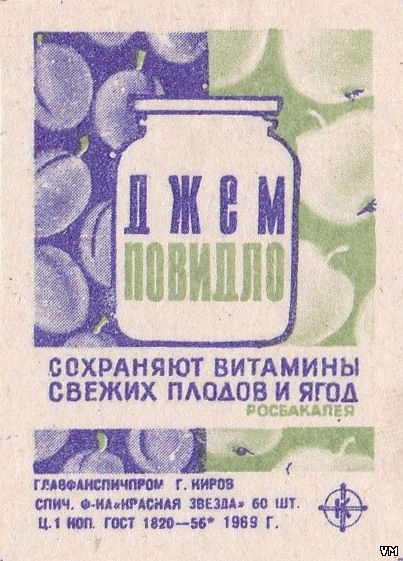 ДЖЕМ
ПОВИДЛО
СОХРАНЯЮТ ВИТАМИНЫ
СВЕЖИХ ПЛОДОВ И ЯГОД
РОСБАКАЛЕЯ
ГЛАВФАНСПИЧПРОМ Г. КИРОВ
СПИЧ. Ф-КА «КРАСНАЯ ЗВЕЗДА» 60 ШТ.
Ц. 1 КОП. ГОСТ 1820—56* 1969 Г.
К
VM